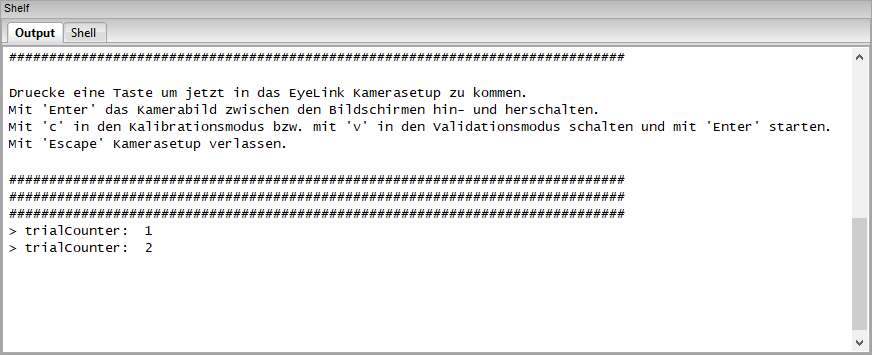 Shelf
Output Shell
#############################################################################
Druecke eine Taste um jetzt in das EyeLink Kamerasetup zu kommen.
Mit 'Enter' das Kamerabild zwischen den Bildschirmen hin- und herschalten.
Mit 'c' in den Kalibrationsmodus bzw. mit 'v' in den Validationsmodus schalten und mit 'Enter' starten.
Mit 'Escape' Kamerasetup verlassen.
#############################################################################
#############################################################################
#############################################################################
> trialCounter:  1
> trialCounter:  2